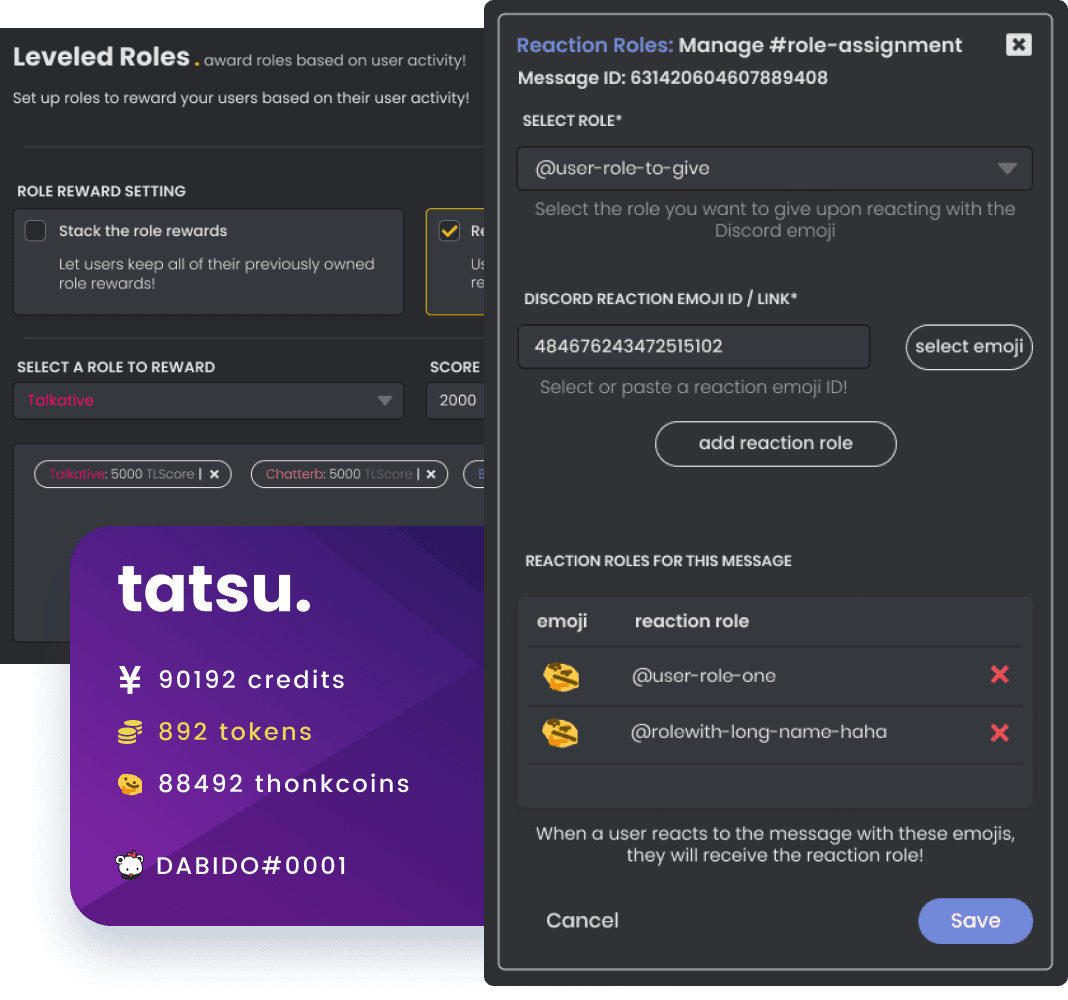 Leveled Roles . award roles based on user activity!
Set up roles to reward your users based on their user activity!
ROLE REWARD SETTING
Stack the role rewards
Let users keep all of their previously owned
role rewards!
SELECT A ROLE TO REWARD
SCORE
Talkative
2000
Talkative: 5000 TLScore |
Chatterb: 5000 TLScore |
tatsu.
¥ 90192 credits
892 tokens
88492 thonkcoins
DABIDO#0001
Reaction Roles: Manage #role-assignment
Message ID: 631420604607889408
SELECT ROLE*
@user-role-to-give
Select the role you want to give upon reacting with the
Discord emoji
DISCORD REACTION EMOJI ID / LINK*
484676243472515102
select emoji
Select or paste a reaction emoji ID!
add reaction role
REACTION ROLES FOR THIS MESSAGE
emoji reaction role
@user-role-one
@rolewith-long-name-haha
When a user reacts to the message with these emojis,
they will receive the reaction role!
Cancel
Save